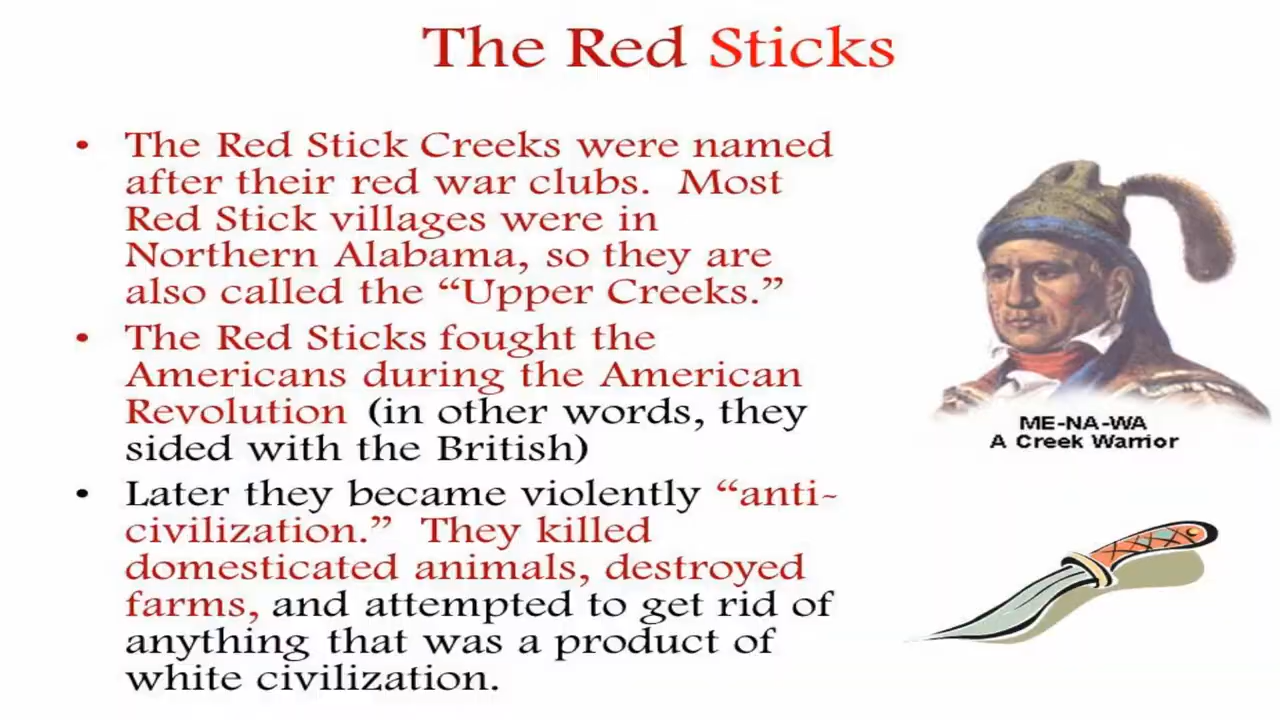 The Red Sticks
• The Red Stick Creeks were named
after their red war clubs. Most
Red Stick villages were in
Northern Alabama, so they are
also called the “Upper Creeks.”
• The Red Sticks fought the
Americans during the American
Revolution (in other words, they
sided with the British)
• Later they became violently “anti-
civilization.” They killed
domesticated animals, destroyed
farms, and attempted to get rid of
anything that was a product of
white civilization.
ME-NA-WA
A Creek Warrior